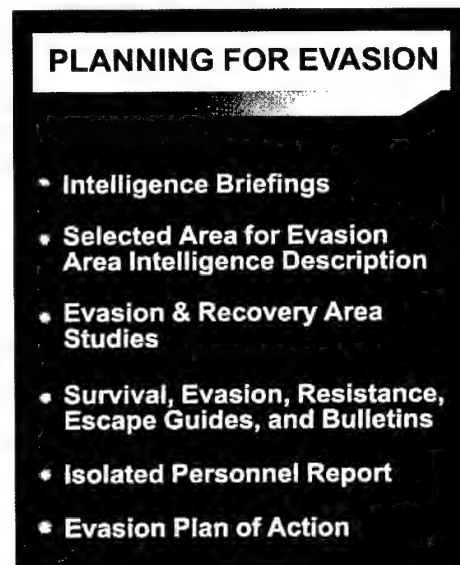 PLANNING FOR EVASION
• Intelligence Briefings
• Selected Area for Evasion
Area Intelligence Description
• Evasion & Recovery Area
Studies
• Survival, Evasion, Resistance,
Escape Guides, and Bulletins
• Isolated Personnel Report
• Evasion Plan of Action